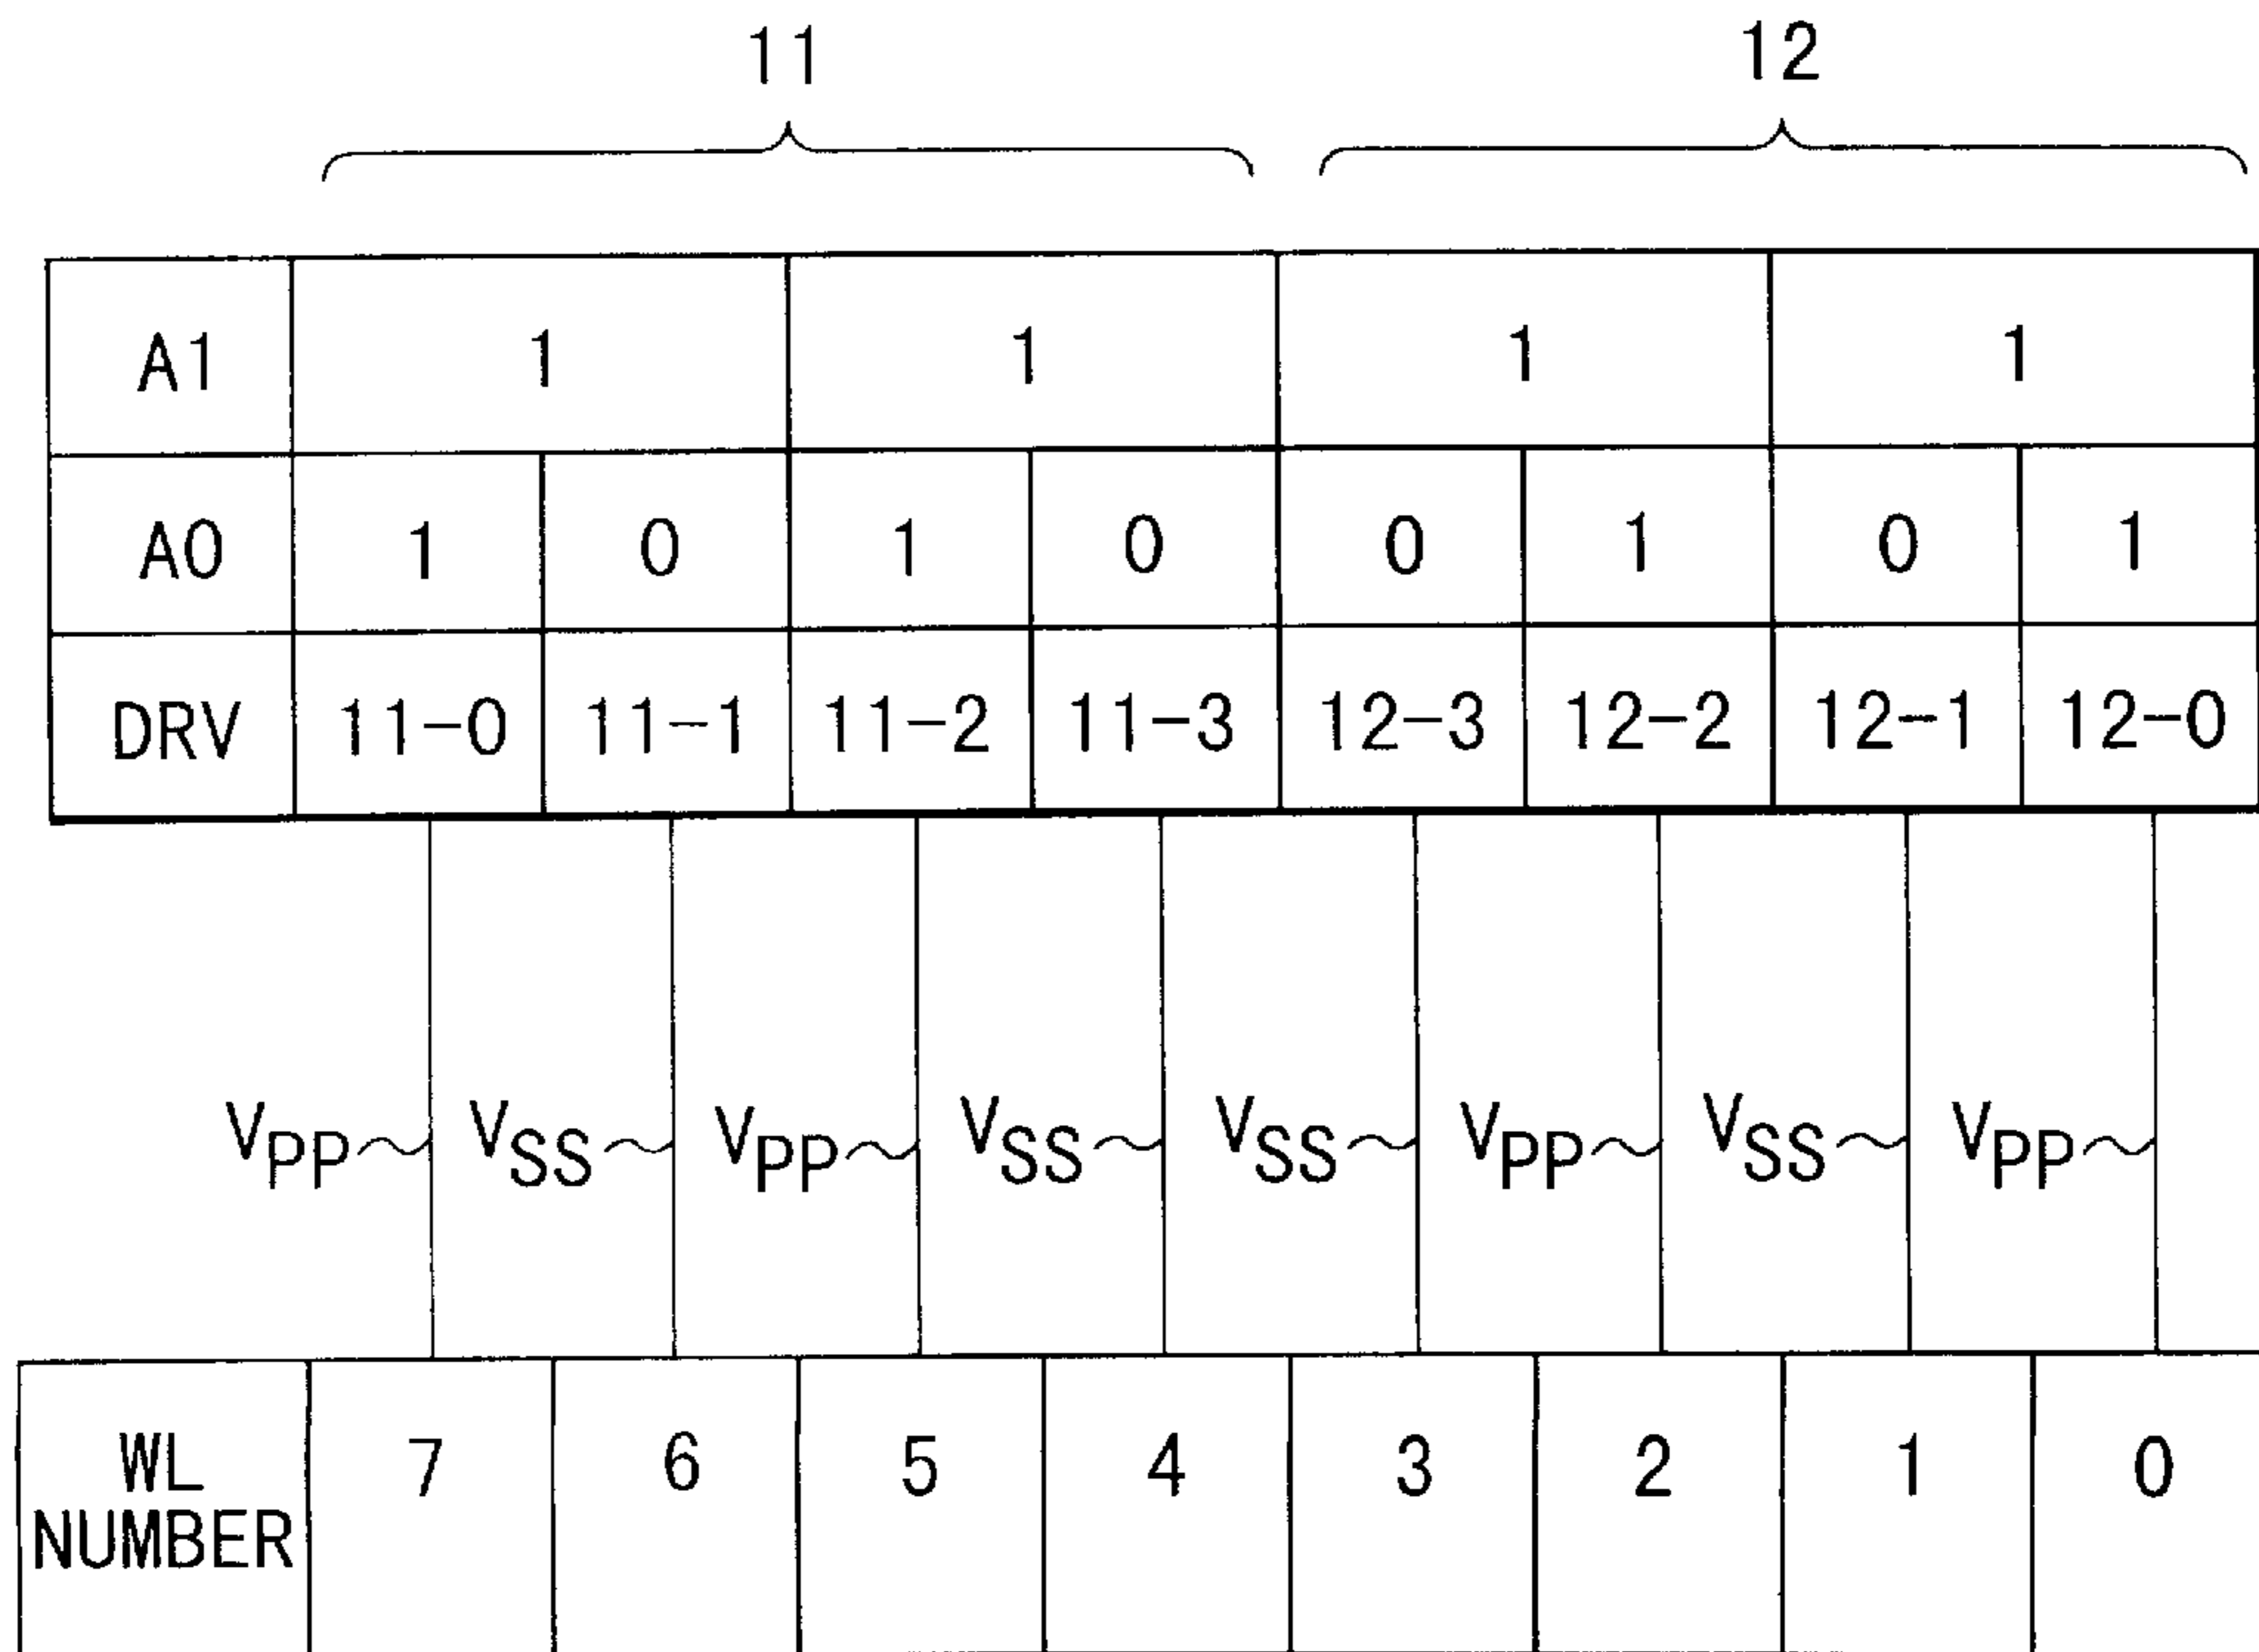 11 12
A1 1 1 1 1
A0 1 0 1 0 0 1 0 1
DRV 11-0 11-1 11-2 11-3 12-3 12-2 12-1 12-0
VPP VSS VPP VSS VSS VPP VSS VPP
WL NUMBER 7 6 5 4 3 2 1 0